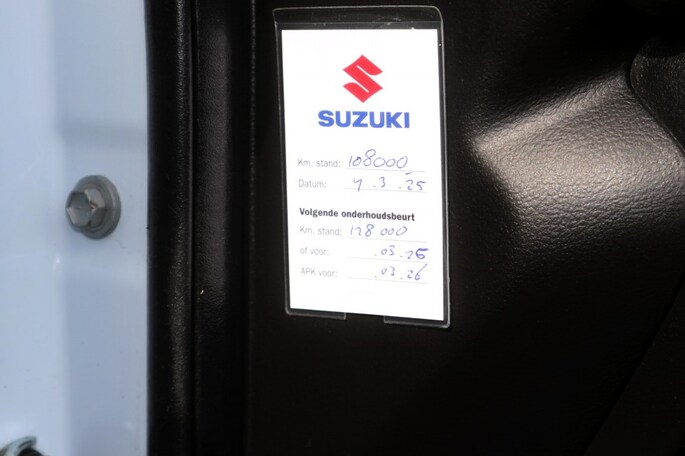 SUZUKI
Km. stand: 108000
Datum: 7.3.25
Volgende onderhoudsbeurt
Km. stand: 128 000
of voor: .03.26
APK voor: .03.26